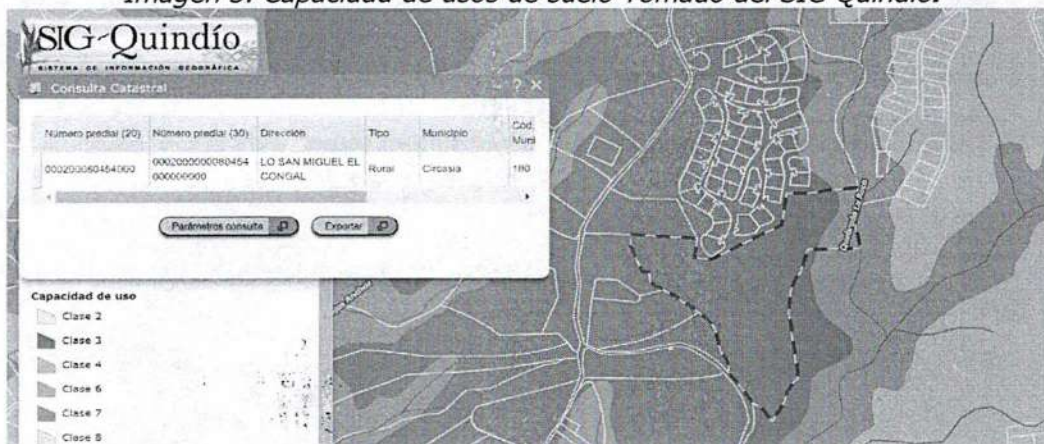 Imagen 3. Capacidad de usos de suelo Tomado del SIG Quindío.
SIG-Quindío
SISTEMA DE INFORMACIÓN GEOGRÁFICA
Consulta Catastral
Número predial (20) Número predial (30) Dirección Tipo Municipio Cód. Muni
0002000000080454 LO SAN MIGUEL EL Rural Circasia 190
000000000 CONGAL
Parámetros consulta Exportar
Capacidad de uso
Clase 2
Clase 3
Clase 4
Clase 6
Clase 7
Clase 8